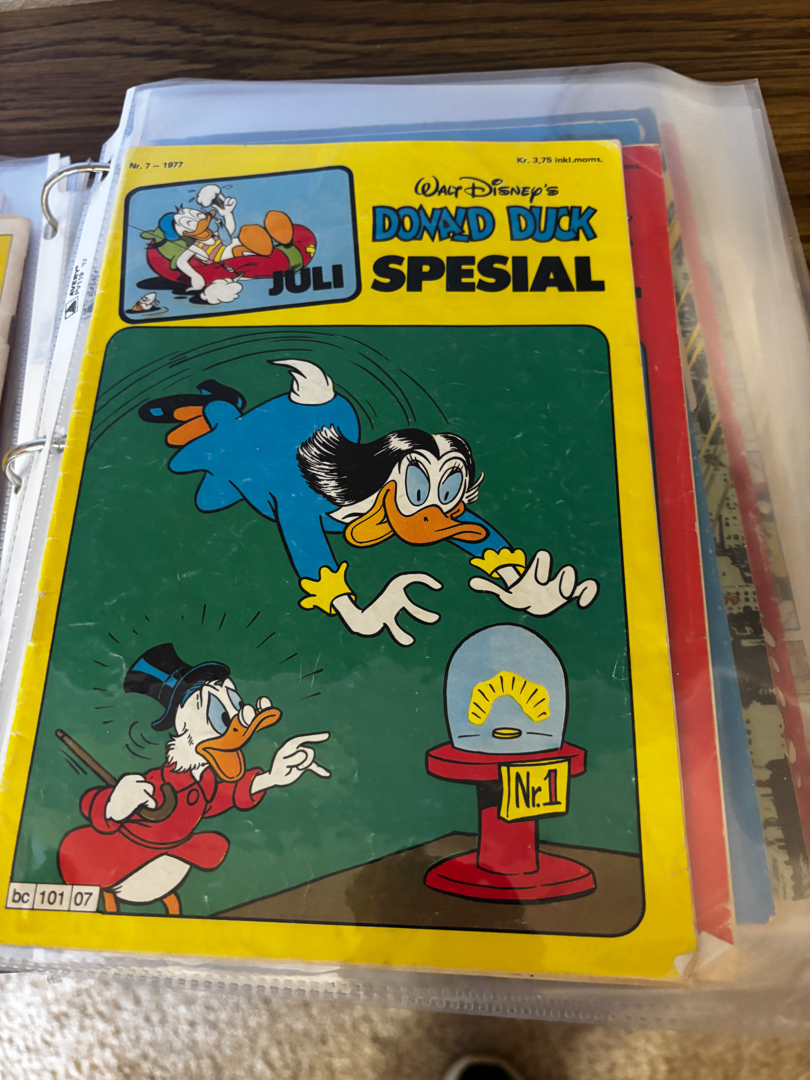 Nr. 7 – 1977
Kr. 3,75 inkl.moms.
WALT DISNEY'S
DONALD DUCK
SPESIAL
JULI
Nr.1
bc 101 07
AVERY